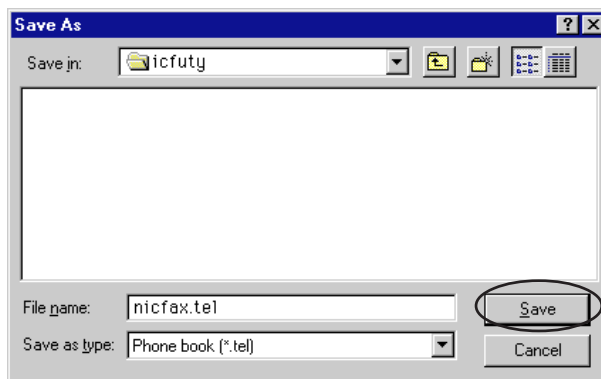 Save As
Save in: icfuty
File name: nicfax.tel
Save
Save as type: Phone book (*.tel)
Cancel